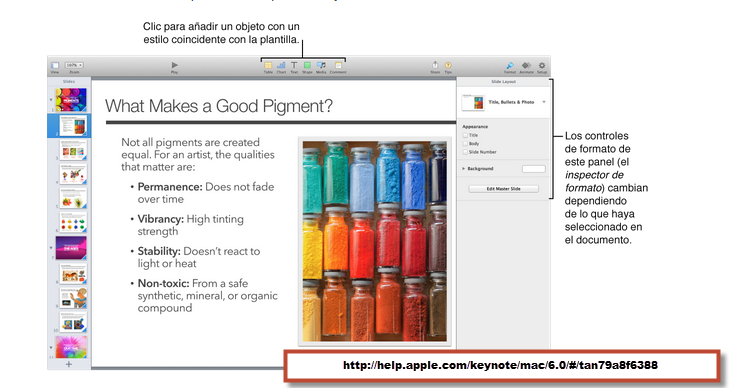 Clic para añadir un objeto con un
estilo coincidente con la plantilla.
View
Zoom
Play
Table
Chart
Text
Shape
Media
Comment
Share
Tips
Format
Animate
Setup
Slides
Slide Layout
What Makes a Good Pigment?
Title, Bullets & Photo
Not all pigments are created
equal. For an artist, the qualities
that matter are:
• Permanence: Does not fade
over time
• Vibrancy: High tinting
strength
• Stability: Doesn't react to
light or heat
• Non-toxic: From a safe
synthetic, mineral, or organic
compound
Appearance
Title
Body
Slide Number
Background
Edit Master Slide
Los controles
de formato de
este panel (el
inspector de
formato) cambian
dependiendo
de lo que haya
seleccionado en
el documento.
http://help.apple.com/keynote/mac/6.0/#/tan79a8f6388